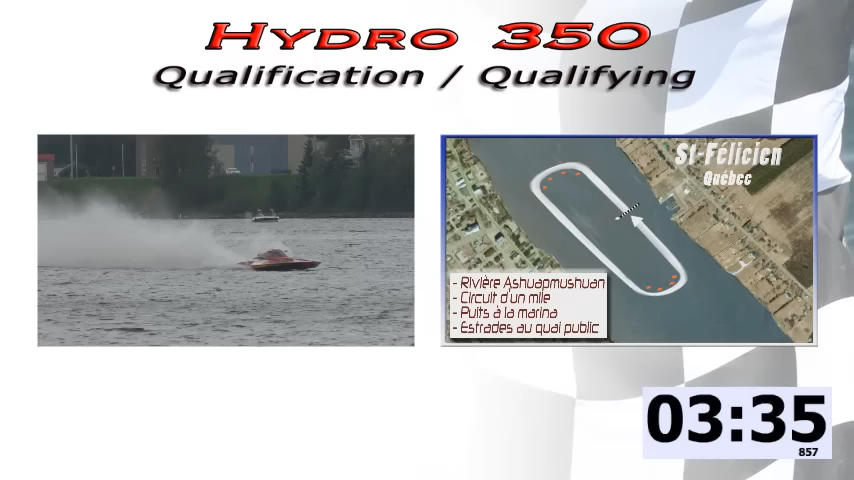 HYDRO 350
Qualification / Qualifying
St-Félicien
Québec
- Rivière Ashuapmushuan
- Circuit d'un mile
- Puits à la marina
- Estrades au quai public
03:35
857